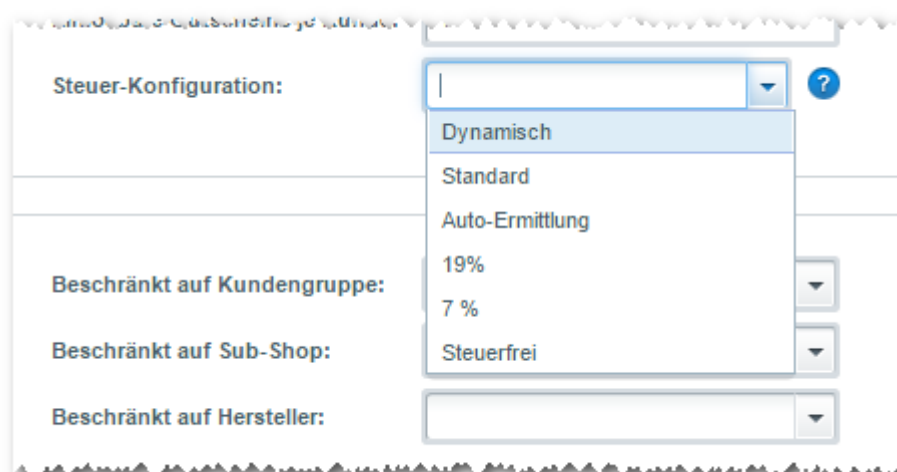 Steuer-Konfiguration:
?
Dynamisch
Standard
Auto-Ermittlung
19%
7 %
Steuerfrei
Beschränkt auf Kundengruppe:
Beschränkt auf Sub-Shop:
Beschränkt auf Hersteller: